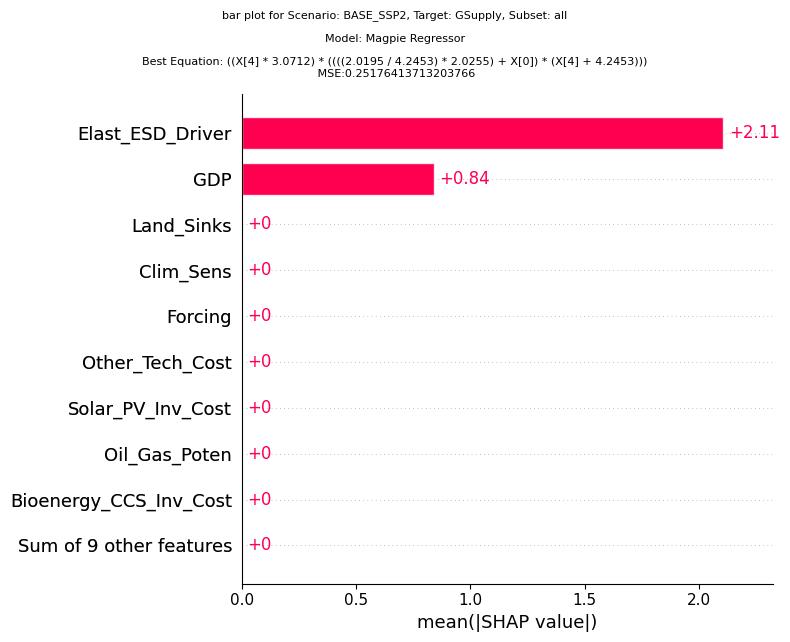 bar plot for Scenario: BASE_SSP2, Target: GSupply, Subset: all
Model: Magpie Regressor
Best Equation: ((X[4] * 3.0712) * ((((2.0195 / 4.2453) * 2.0255) + X[0]) * (X[4] + 4.2453)))
MSE:0.25176413713203766
Elast_ESD_Driver +2.11
GDP +0.84
Land_Sinks +0
Clim_Sens +0
Forcing +0
Other_Tech_Cost +0
Solar_PV_Inv_Cost +0
Oil_Gas_Poten +0
Bioenergy_CCS_Inv_Cost +0
Sum of 9 other features +0
0.0 0.5 1.0 1.5 2.0
mean(|SHAP value|)